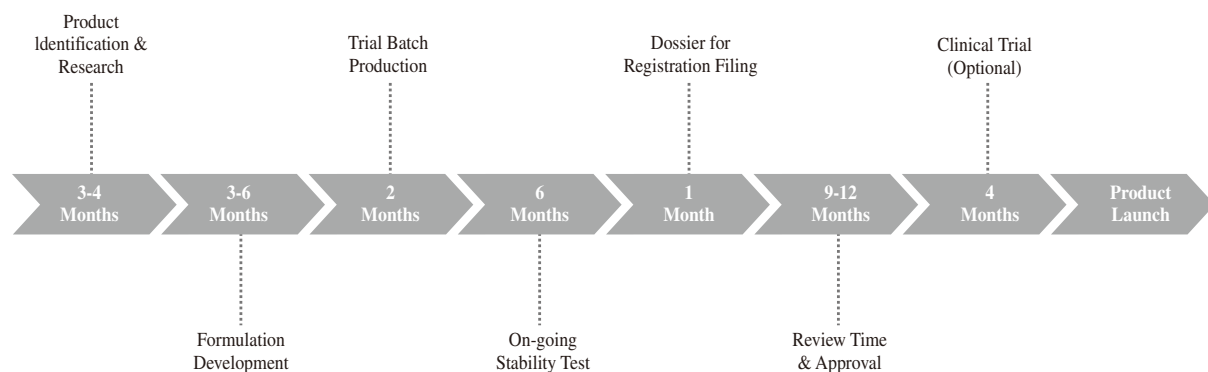 Product
Identification &
Research
Trial Batch
Production
Dossier for
Registration Filing
Clinical Trial
(Optional)
3-4
Months
3-6
Months
2
Months
6
Months
1
Month
9-12
Months
4
Months
Product
Launch
Formulation
Development
On-going
Stability Test
Review Time
& Approval